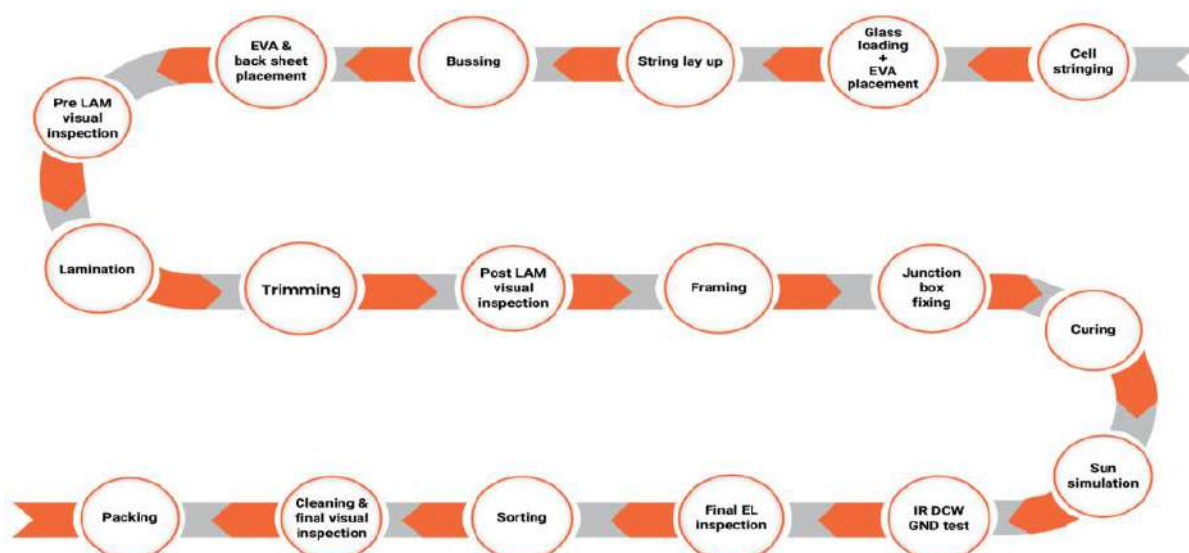 Cell
stringing
Glass
loading
+
EVA
placement
String lay up
Bussing
EVA &
back sheet
placement
Pre LAM
visual
inspection
Lamination
Trimming
Post LAM
visual
inspection
Framing
Junction
box
fixing
Curing
Sun
simulation
IR DCW
GND test
Final EL
inspection
Sorting
Cleaning &
final visual
inspection
Packing